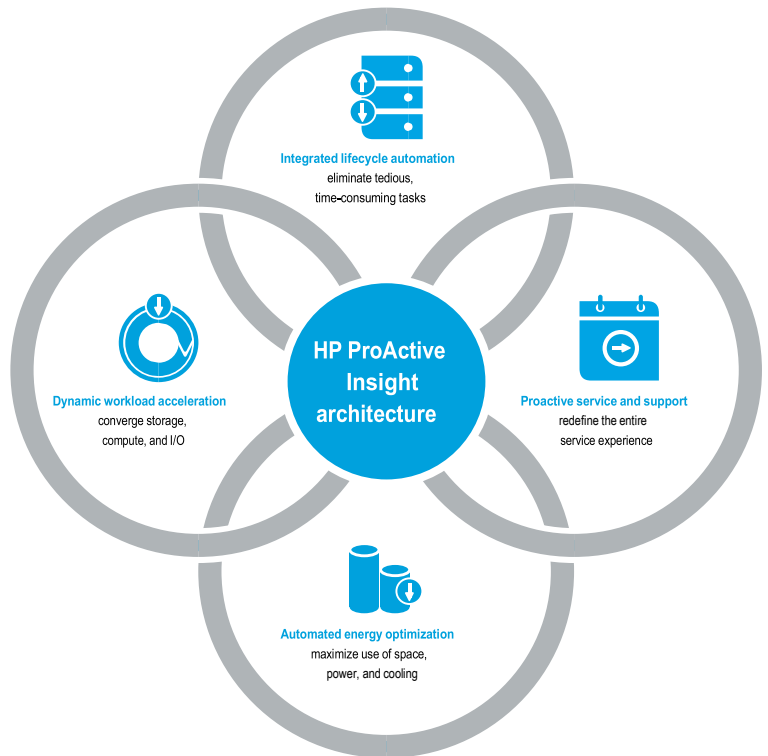 Integrated lifecycle automation
eliminate tedious,
time-consuming tasks
HP ProActive
Insight
architecture
Dynamic workload acceleration
converge storage,
compute, and I/O
Proactive service and support
redefine the entire
service experience
Automated energy optimization
maximize use of space,
power, and cooling